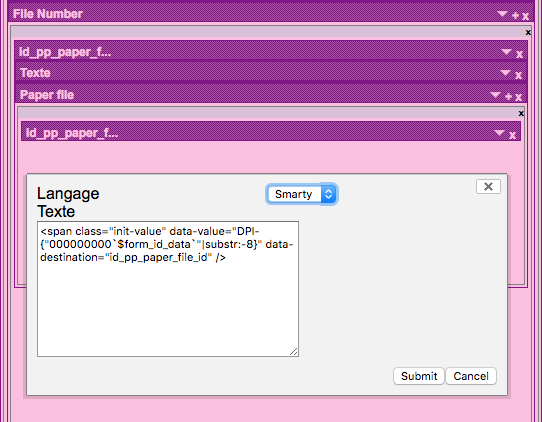 File Number
+ x
x
id_pp_paper_f...
x
Texte
x
Paper file
+ x
x
id_pp_paper_f...
x
Langage
Smarty
Texte
<span class="init-value" data-value="DPI-
{"000000000`$form_id_data`"|substr:-8}" data-
destination="id_pp_paper_file_id" />
Submit
Cancel